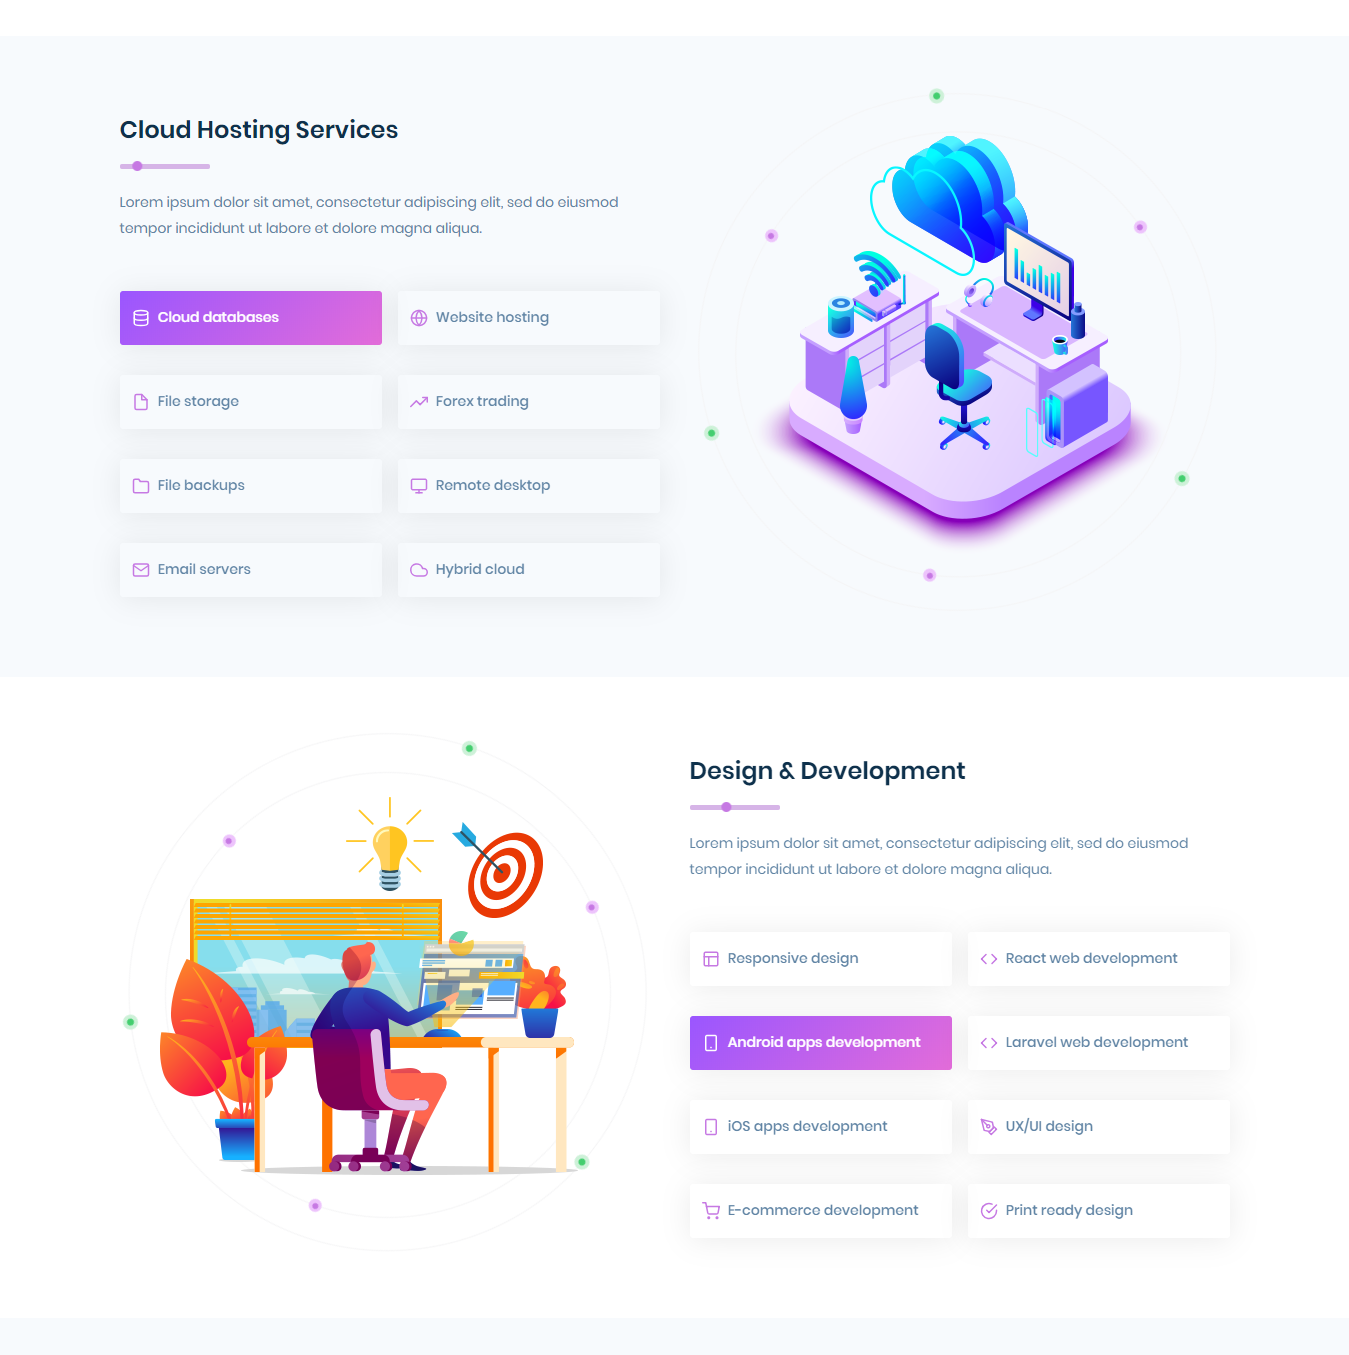 Cloud Hosting Services
Lorem ipsum dolor sit amet, consectetur adipiscing elit, sed do eiusmod
tempor incididunt ut labore et dolore magna aliqua.
Cloud databases
Website hosting
File storage
Forex trading
File backups
Remote desktop
Email servers
Hybrid cloud
Design & Development
Lorem ipsum dolor sit amet, consectetur adipiscing elit, sed do eiusmod
tempor incididunt ut labore et dolore magna aliqua.
Responsive design
React web development
Android apps development
Laravel web development
iOS apps development
UX/UI design
E-commerce development
Print ready design